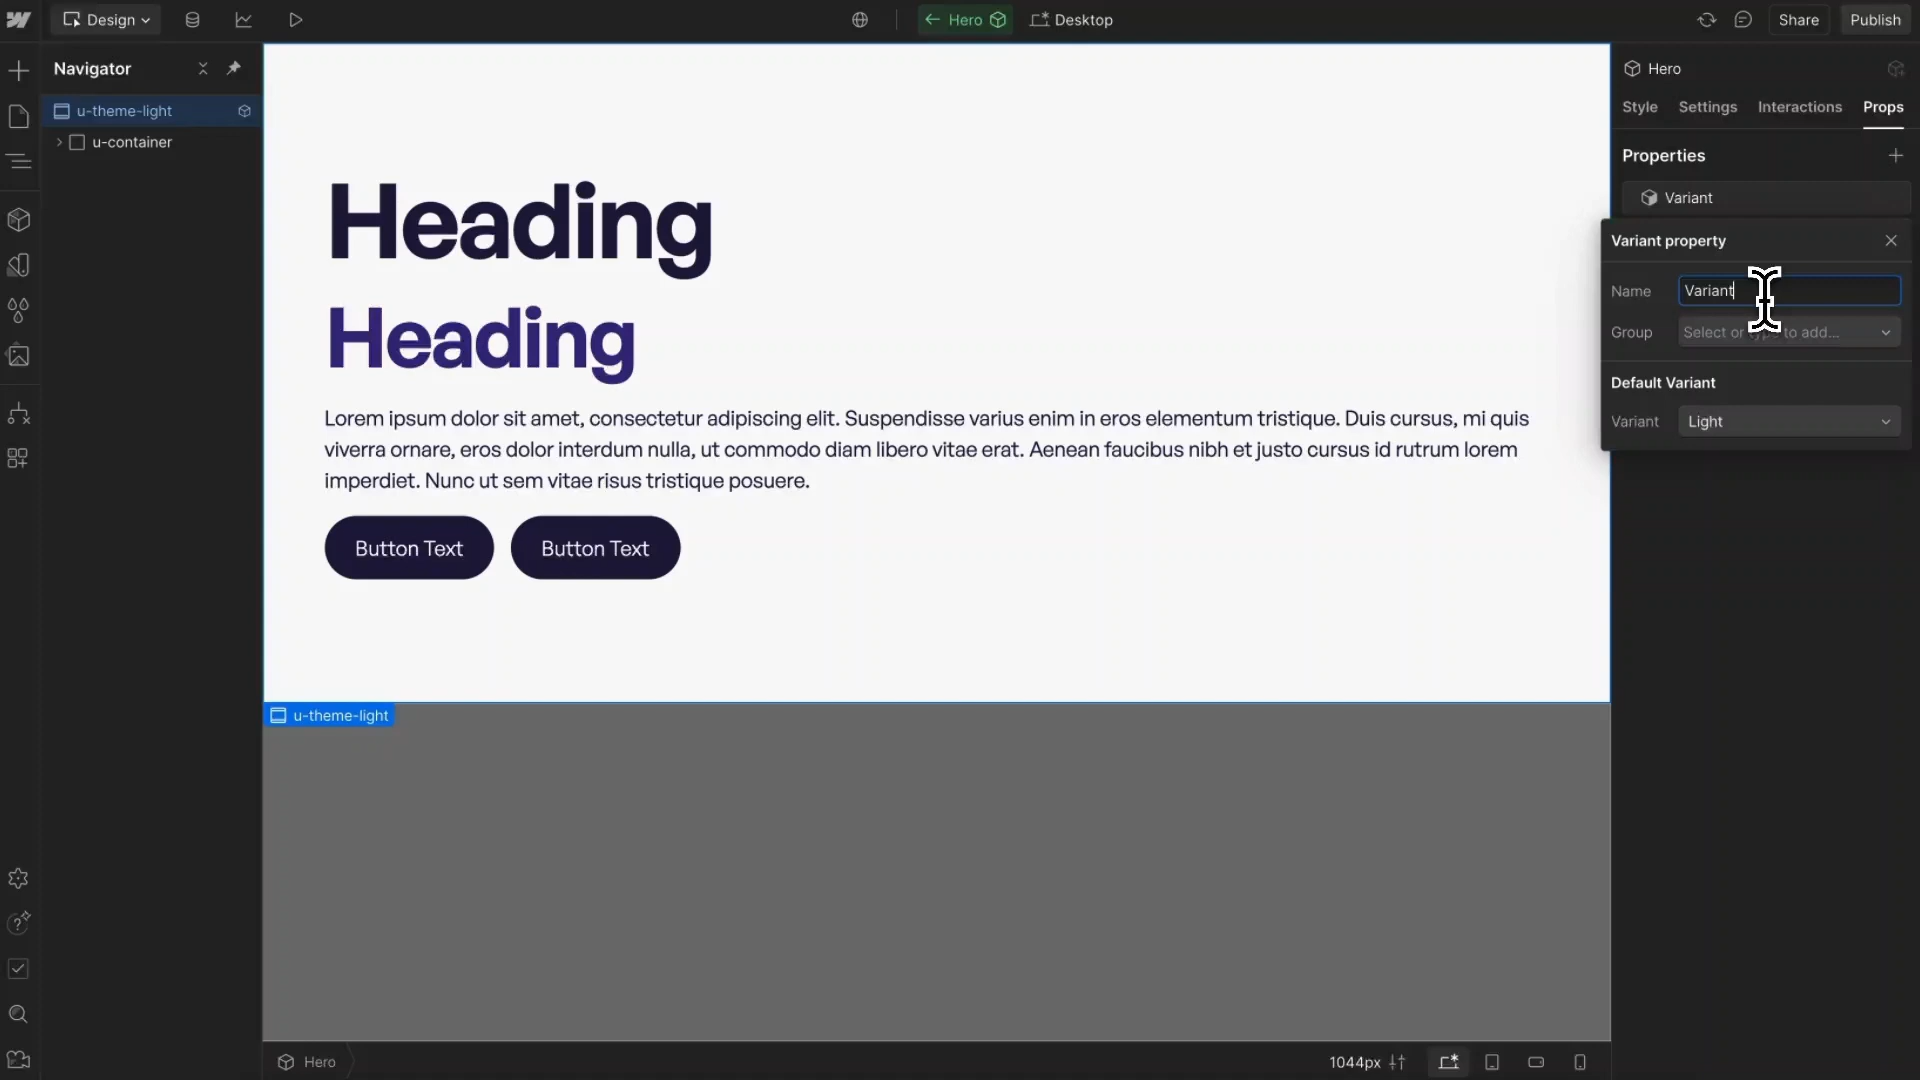 Design
Hero
Desktop
Share
Publish
Navigator
u-theme-light
u-container
Heading
Heading
Lorem ipsum dolor sit amet, consectetur adipiscing elit. Suspendisse varius enim in eros elementum tristique. Duis cursus, mi quis
viverra ornare, eros dolor interdum nulla, ut commodo diam libero vitae erat. Aenean faucibus nibh et justo cursus id rutrum lorem
imperdiet. Nunc ut sem vitae risus tristique posuere.
Button Text
Button Text
u-theme-light
Hero
Style Settings Interactions Props
Properties
Variant
Variant property
Name Variant
Group Select or type to add...
Default Variant
Variant Light
Hero
1044px